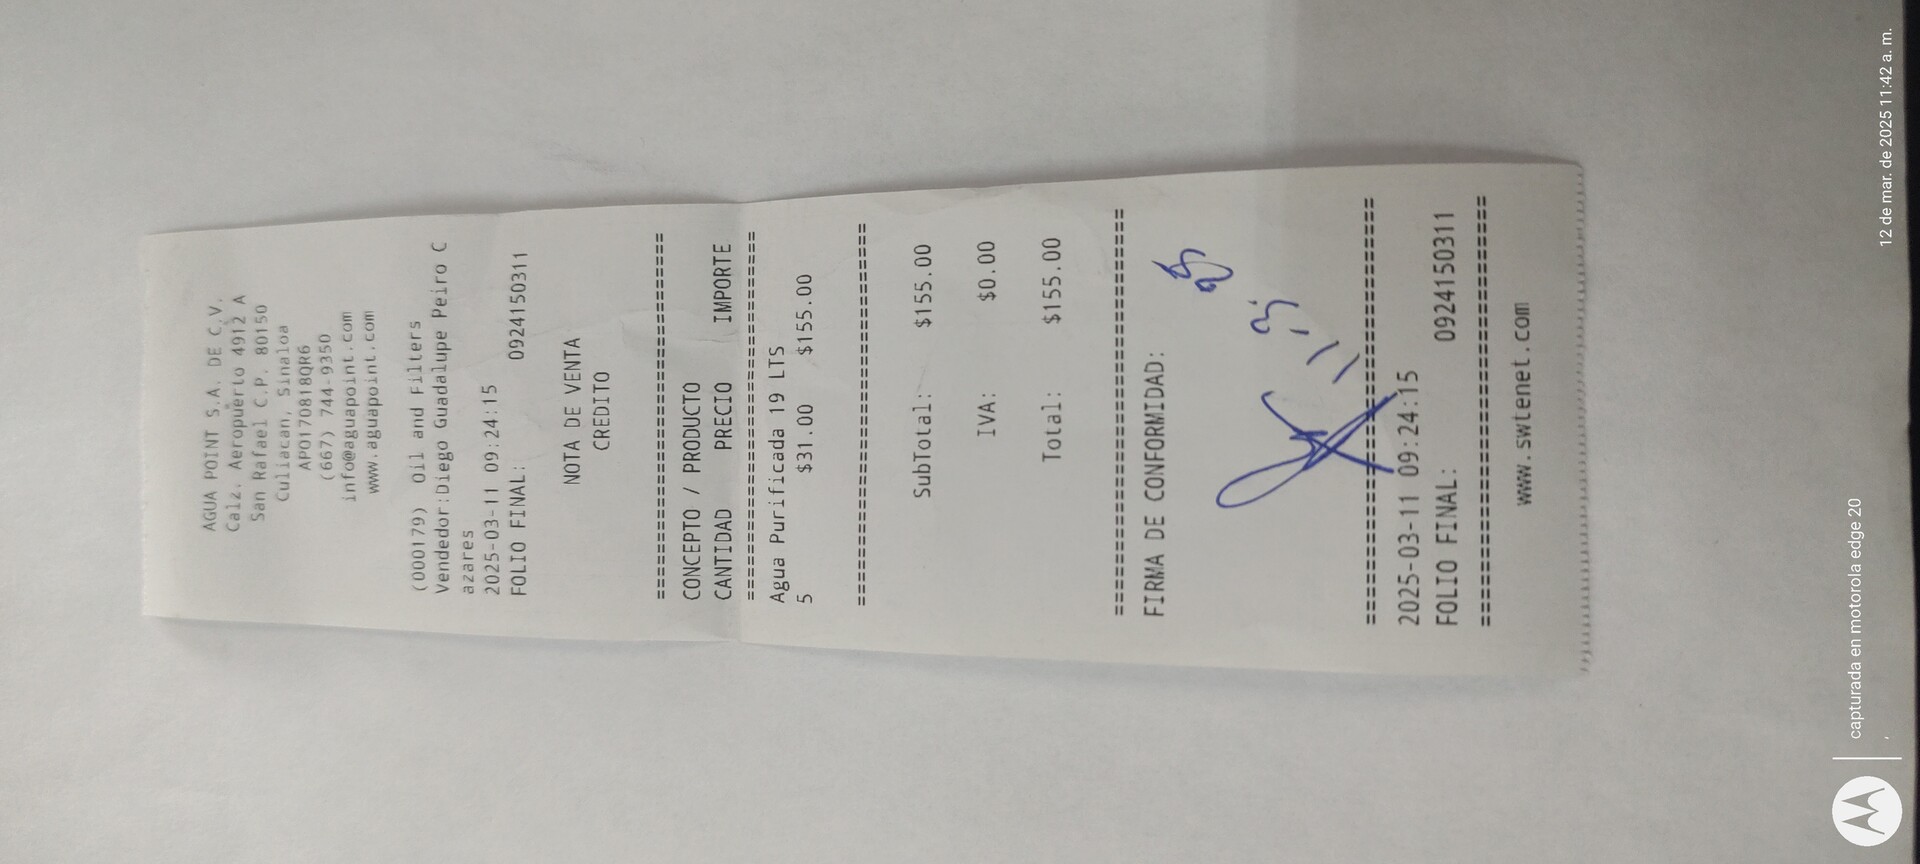 AGUA POINT S.A. DE C.V.
Calz. Aeropuerto 4912 A
San Rafael C.P. 80150
Culiacan, Sinaloa
APO170818QR6
(667) 744-9350
info@aguapoint.com
www.aguapoint.com
(000179) Oil and Filters
Vendedor:Diego Guadalupe Peiro C
azares
2025-03-11 09:24:15
FOLIO FINAL: 0924150311
NOTA DE VENTA
CREDITO
================================
CONCEPTO / PRODUCTO
CANTIDAD PRECIO IMPORTE
================================
Agua Purificada 19 LTS
5 $31.00 $155.00
================================
SubTotal: $155.00
IVA: $0.00
Total: $155.00
================================
FIRMA DE CONFORMIDAD:
================================
2025-03-11 09:24:15
FOLIO FINAL: 0924150311
================================
www.swtenet.com
capturada en motorola edge 20
12 de mar. de 2025 11:42 a. m.